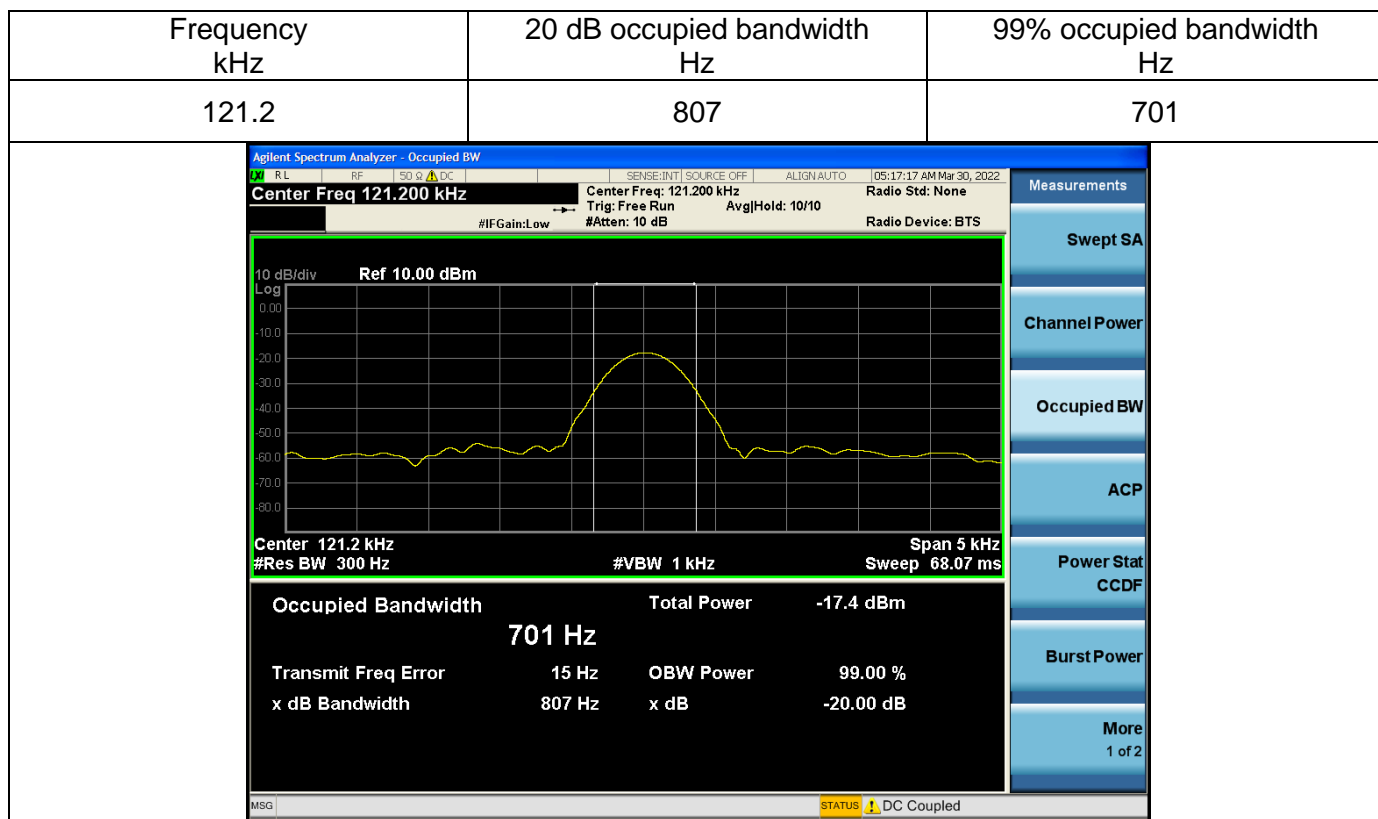 Frequency
kHz
20 dB occupied bandwidth
Hz
99% occupied bandwidth
Hz
121.2
807
701
Agilent Spectrum Analyzer - Occupied BW
LXI RL RF 50 Ω DC SENSE:INT SOURCE OFF ALIGN AUTO 05:17:17 AM Mar 30, 2022
Center Freq 121.200 kHz
Center Freq: 121.200 kHz
Radio Std: None
Trig: Free Run Avg|Hold: 10/10
#IFGain:Low
#Atten: 10 dB
Radio Device: BTS
10 dB/div Ref 10.00 dBm
Log
0.00
-10.0
-20.0
-30.0
-40.0
-50.0
-60.0
-70.0
-80.0
Center 121.2 kHz Span 5 kHz
#Res BW 300 Hz #VBW 1 kHz Sweep 68.07 ms
Occupied Bandwidth Total Power -17.4 dBm
701 Hz
Transmit Freq Error 15 Hz OBW Power 99.00 %
x dB Bandwidth 807 Hz x dB -20.00 dB
MSG STATUS DC Coupled
Measurements
Swept SA
Channel Power
Occupied BW
ACP
Power Stat
CCDF
Burst Power
More
1 of 2